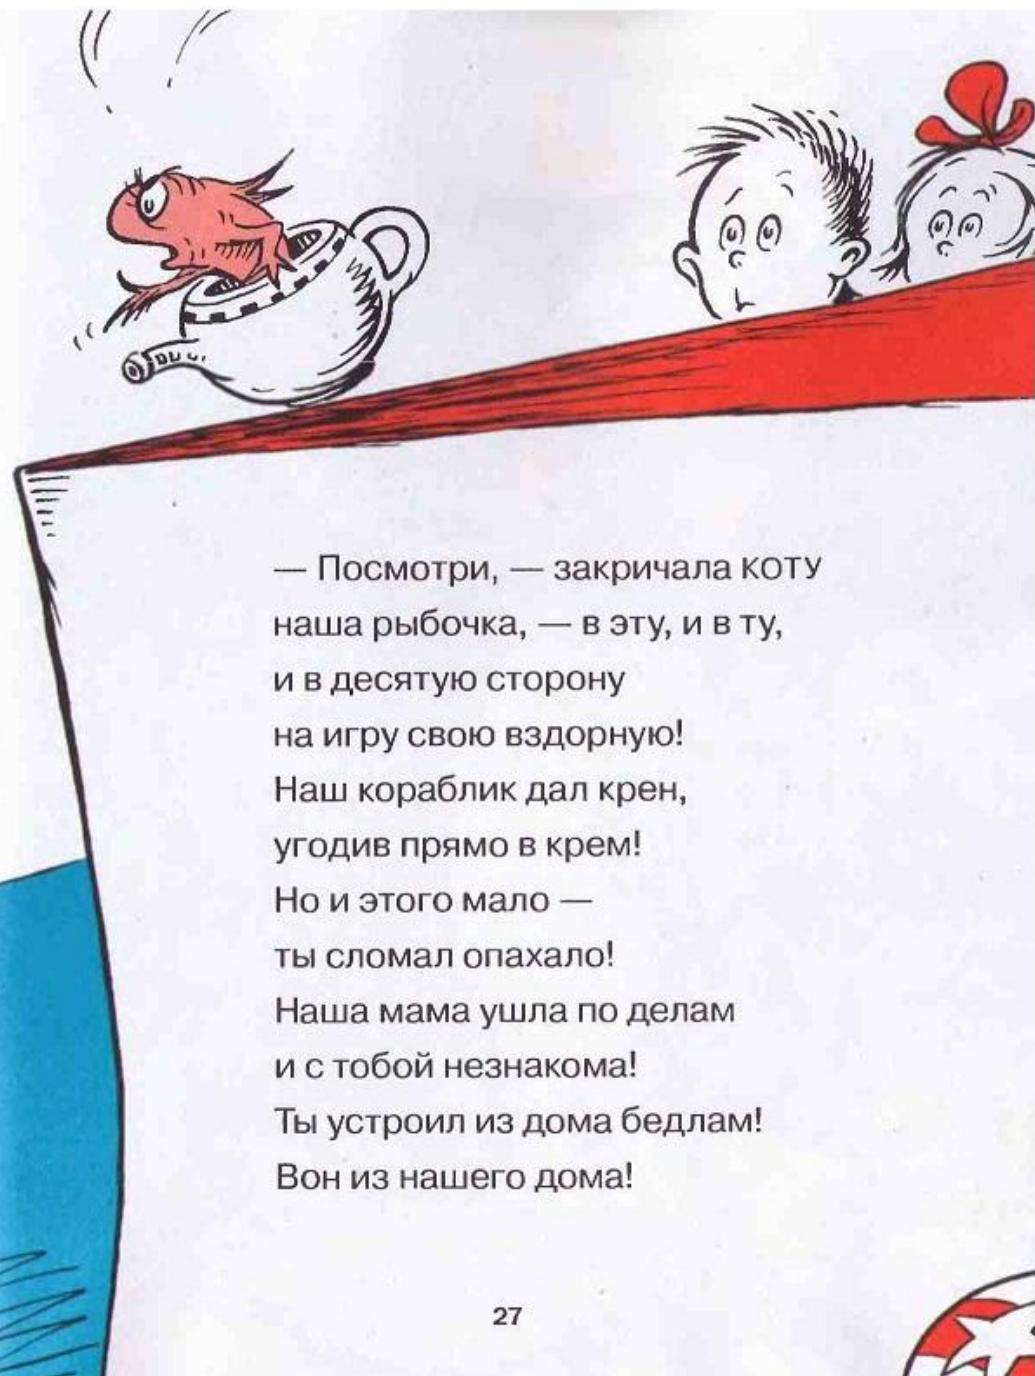 — Посмотри, — закричала КОТУ
наша рыбочка, — в эту, и в ту,
и в десятую сторону
на игру свою вздорную!
Наш кораблик дал крен,
угодив прямо в крем!
Но и этого мало —
ты сломал опахало!
Наша мама ушла по делам
и с тобой незнакома!
Ты устроил из дома бедлам!
Вон из нашего дома!
27